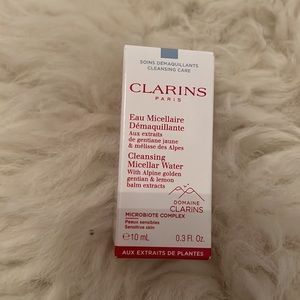 SOINS DÉMAQUILLANTS
CLEANSING CARE
CLARINS
PARIS
Eau Micellaire
Démaquillante
Aux extraits
de gentiane jaune
& mélisse des Alpes
Cleansing
Micellar Water
With Alpine golden
gentian & lemon
balm extracts
DOMAINE
CLARINS
MICROBIOTE COMPLEX
Peaux sensibles
Sensitive skin
℮ 10 mL 0.3 Fl. Oz.
AUX EXTRAITS DE PLANTES